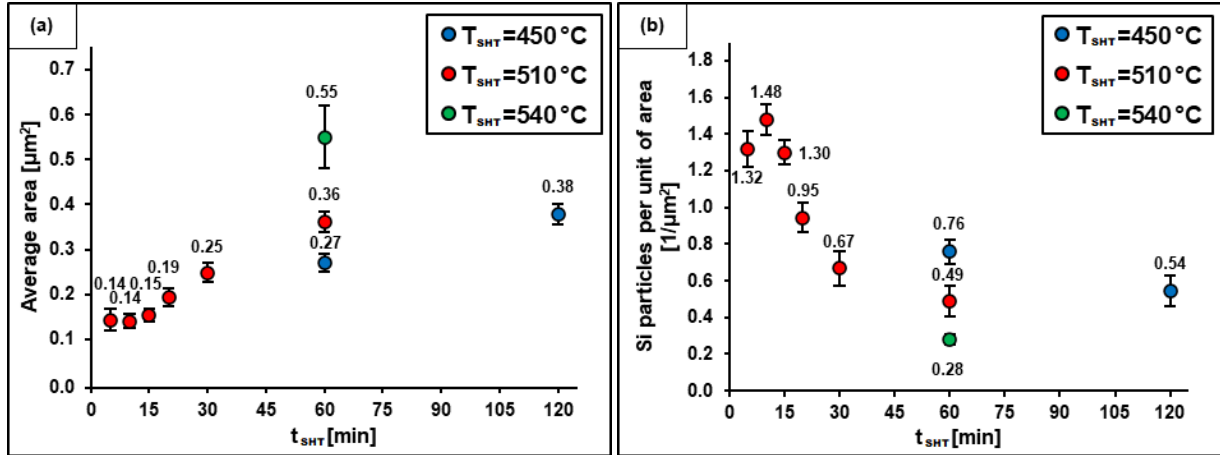 (a)
T_SHT=450°C
T_SHT=510°C
T_SHT=540°C
Average area [µm²]
0.7
0.6
0.5
0.4
0.3
0.2
0.1
0.0
0.14
0.14
0.15
0.19
0.25
0.55
0.36
0.27
0.38
0 15 30 45 60 75 90 105 120
t_SHT [min]
(b)
T_SHT=450°C
T_SHT=510°C
T_SHT=540°C
Si particles per unit of area
[1/µm²]
1.8
1.6
1.4
1.2
1.0
0.8
0.6
0.4
0.2
0.0
1.32
1.48
1.30
0.95
0.67
0.76
0.49
0.28
0.54
0 15 30 45 60 75 90 105 120
t_SHT [min]